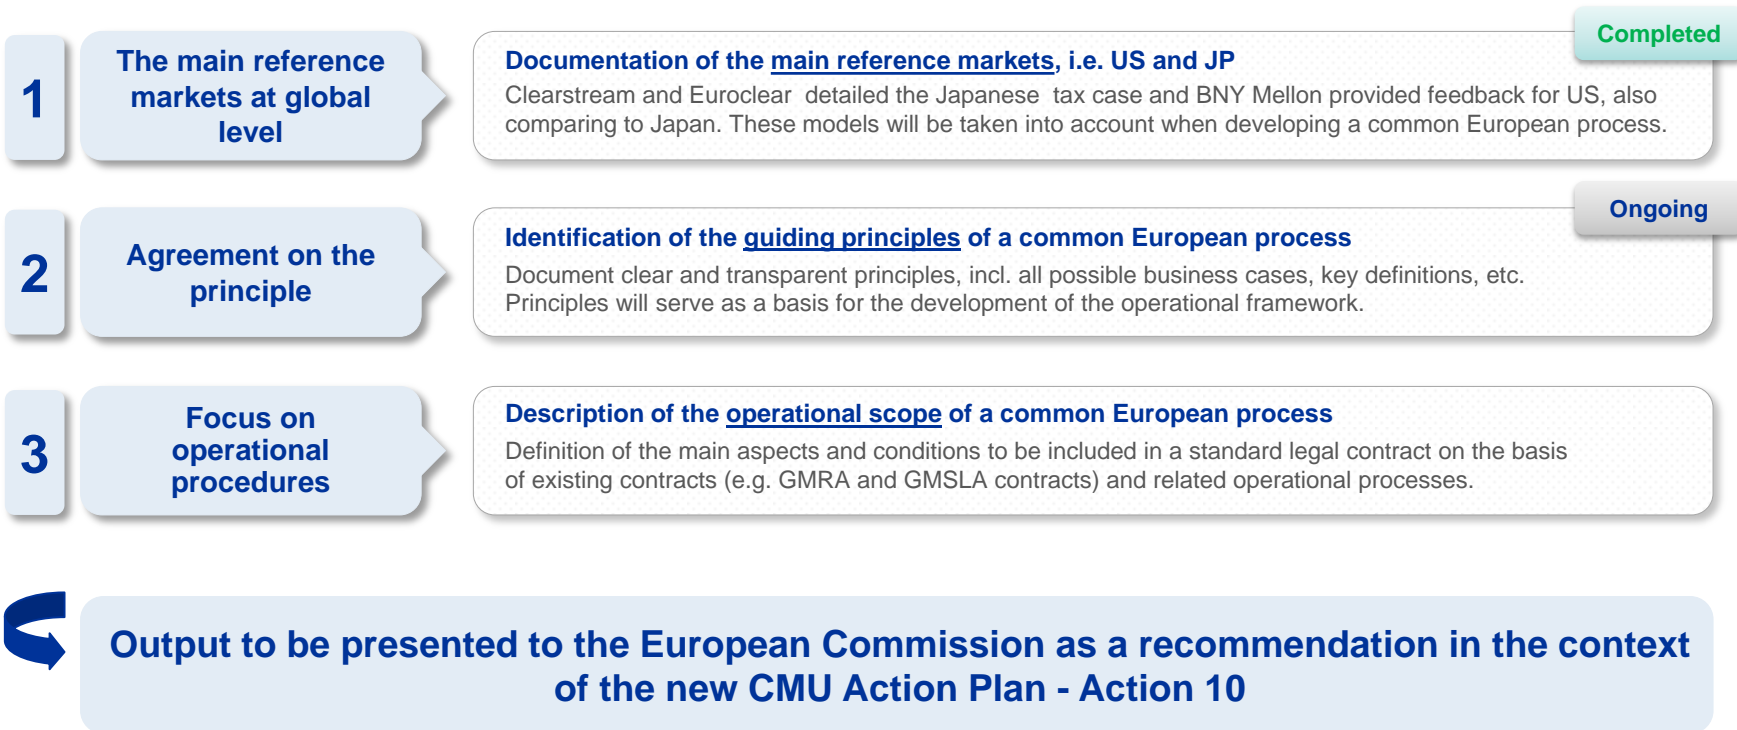 Completed
1
The main reference
markets at global
level
Documentation of the main reference markets, i.e. US and JP
Clearstream and Euroclear detailed the Japanese tax case and BNY Mellon provided feedback for US, also
comparing to Japan. These models will be taken into account when developing a common European process.
Ongoing
2
Agreement on the
principle
Identification of the guiding principles of a common European process
Document clear and transparent principles, incl. all possible business cases, key definitions, etc.
Principles will serve as a basis for the development of the operational framework.
3
Focus on
operational
procedures
Description of the operational scope of a common European process
Definition of the main aspects and conditions to be included in a standard legal contract on the basis
of existing contracts (e.g. GMRA and GMSLA contracts) and related operational processes.
Output to be presented to the European Commission as a recommendation in the context
of the new CMU Action Plan - Action 10